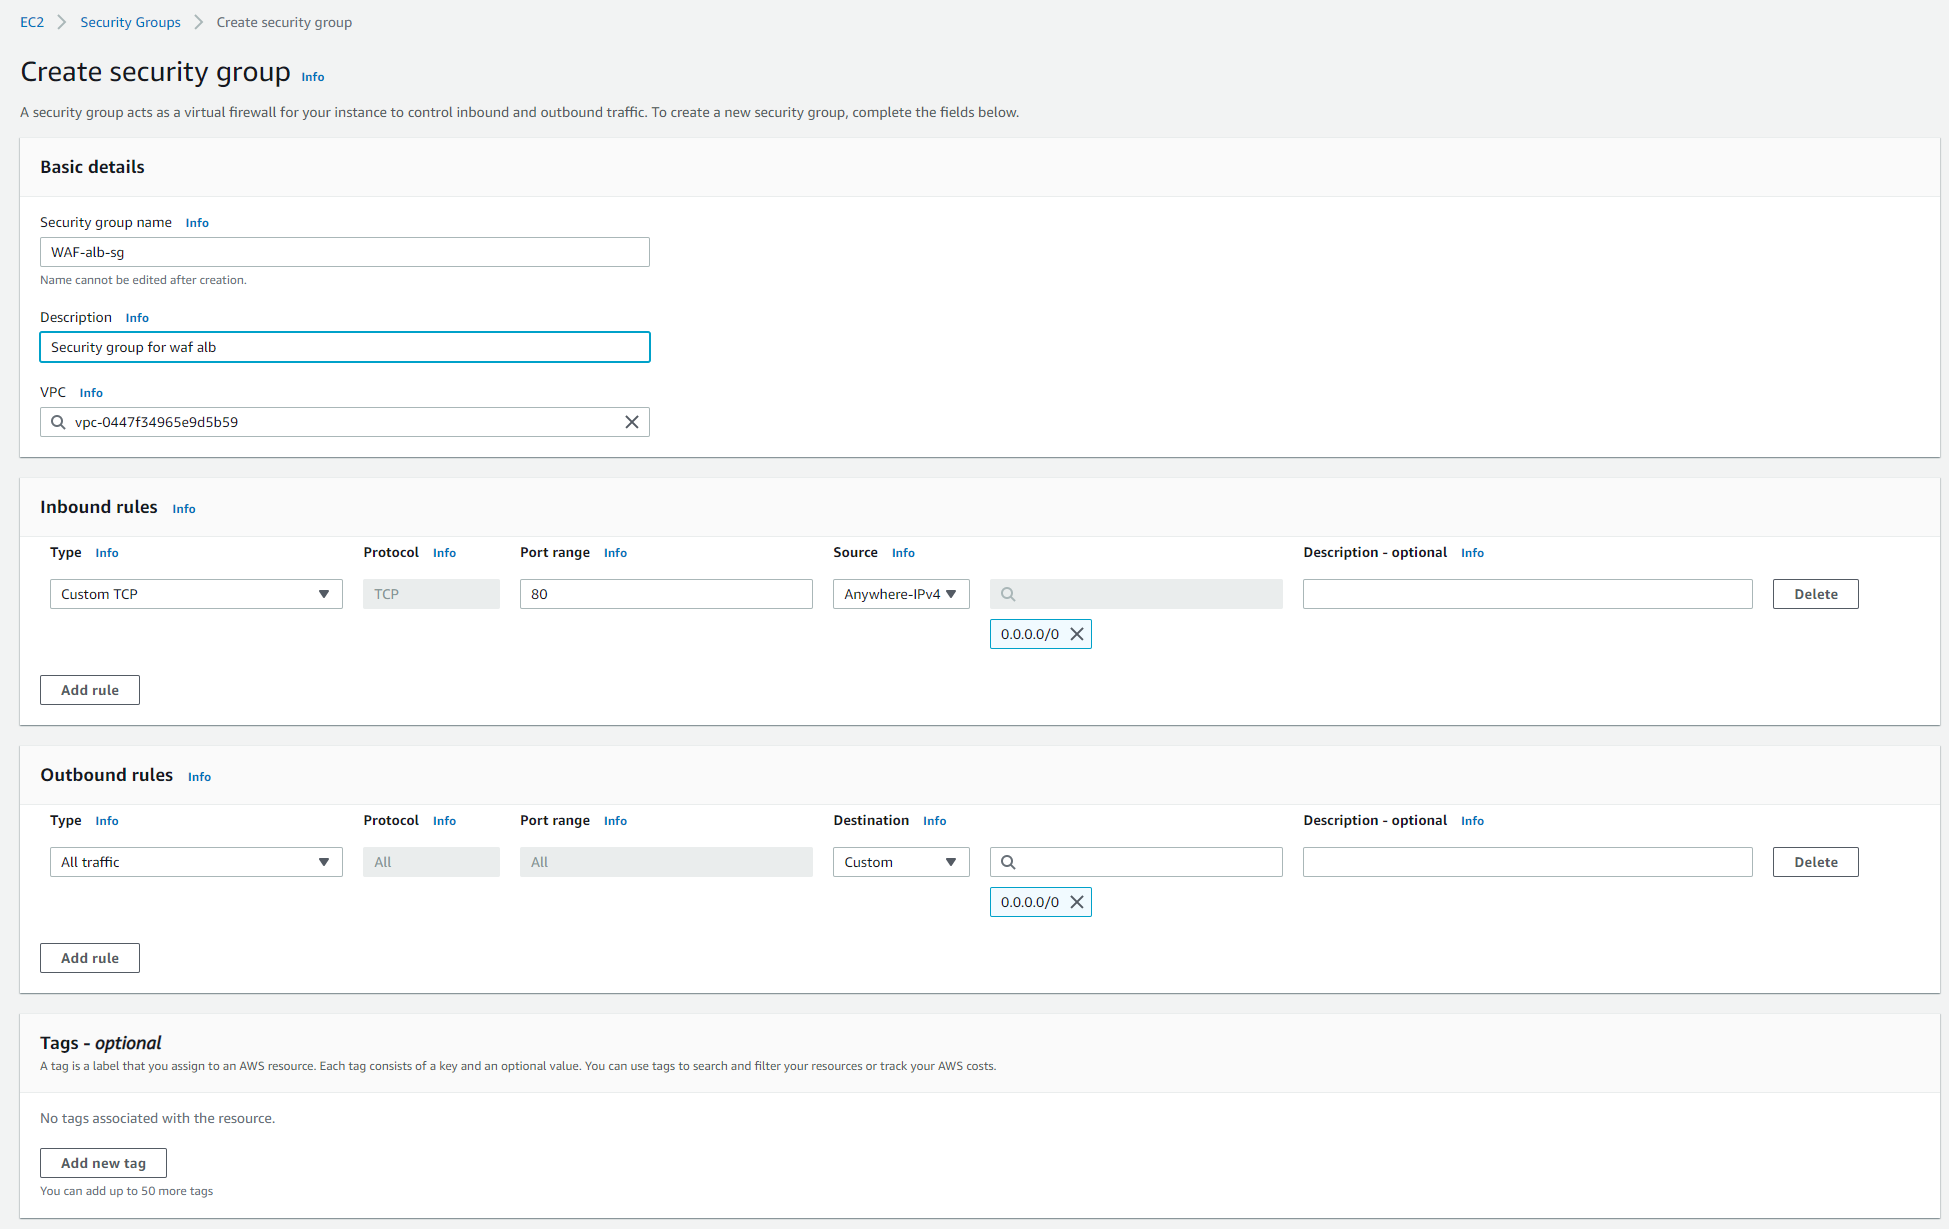 EC2 Security Groups Create security group
Create security group Info
A security group acts as a virtual firewall for your instance to control inbound and outbound traffic. To create a new security group, complete the fields below.
Basic details
Security group name Info
WAF-alb-sg
Name cannot be edited after creation.
Description Info
Security group for waf alb
VPC Info
vpc-0447f34965e9d5b59
Inbound rules Info
Type Info Protocol Info Port range Info Source Info Description - optional Info
Custom TCP TCP 80 Anywhere-IPv4 Delete
0.0.0.0/0
Add rule
Outbound rules Info
Type Info Protocol Info Port range Info Destination Info Description - optional Info
All traffic All All Custom Delete
0.0.0.0/0
Add rule
Tags - optional
A tag is a label that you assign to an AWS resource. Each tag consists of a key and an optional value. You can use tags to search and filter your resources or track your AWS costs.
No tags associated with the resource.
Add new tag
You can add up to 50 more tags